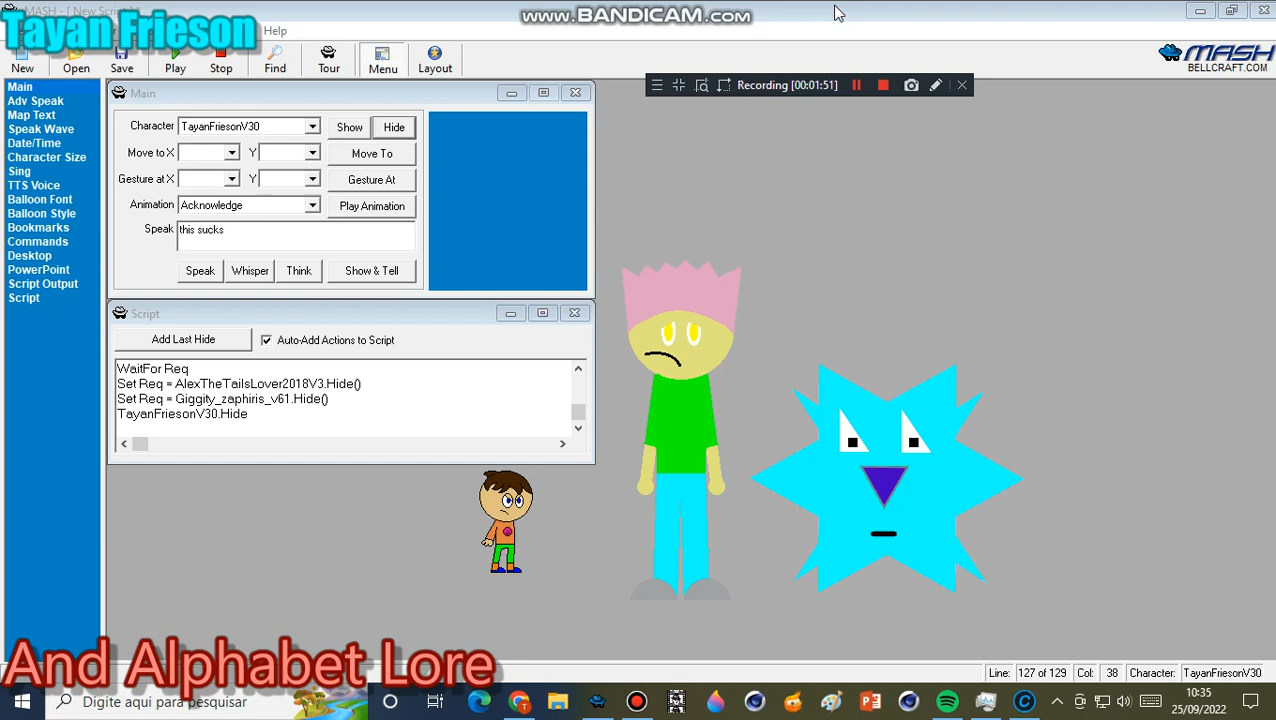 MASH - [ New Script ]
www.BANDICAM.com
Tayan Frieson
Help
New
Open
Save
Play
Stop
Find
Tour
Menu
Layout
MASH
BELLCRAFT.COM
Recording [00:01:51]
Main
Adv Speak
Map Text
Speak Wave
Date/Time
Character Size
Sing
TTS Voice
Balloon Font
Balloon Style
Bookmarks
Commands
Desktop
PowerPoint
Script Output
Script
Main
Character TayanFriesonV30 Show Hide
Move to X Y Move To
Gesture at X Y Gesture At
Animation Acknowledge Play Animation
Speak this sucks
Speak Whisper Think Show & Tell
Script
Add Last Hide Auto-Add Actions to Script
WaitFor Req
Set Req = AlexTheTailsLover2018V3.Hide()
Set Req = Giggity_zaphiris_v61.Hide()
TayanFriesonV30.Hide
And Alphabet Lore
Line: 127 of 129 Col: 38 Character: TayanFriesonV30
Digite aqui para pesquisar
10:35
25/09/2022